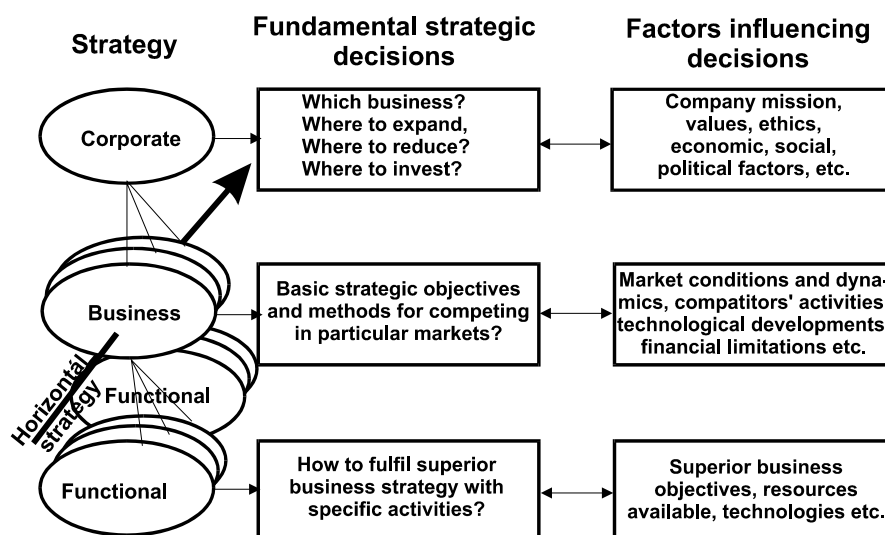 Strategy
Fundamental strategic
decisions
Factors influencing
decisions
Corporate
Which business?
Where to expand,
Where to reduce?
Where to invest?
Company mission,
values, ethics,
economic, social,
political factors, etc.
Business
Basic strategic objectives
and methods for competing
in particular markets?
Market conditions and dyna-
mics, compatitors' activities
technological developments
financial limitations etc.
Horizontál
strategy
Functional
Functional
How to fulfil superior
business strategy with
specific activities?
Superior business
objectives, resources
available, technologies etc.